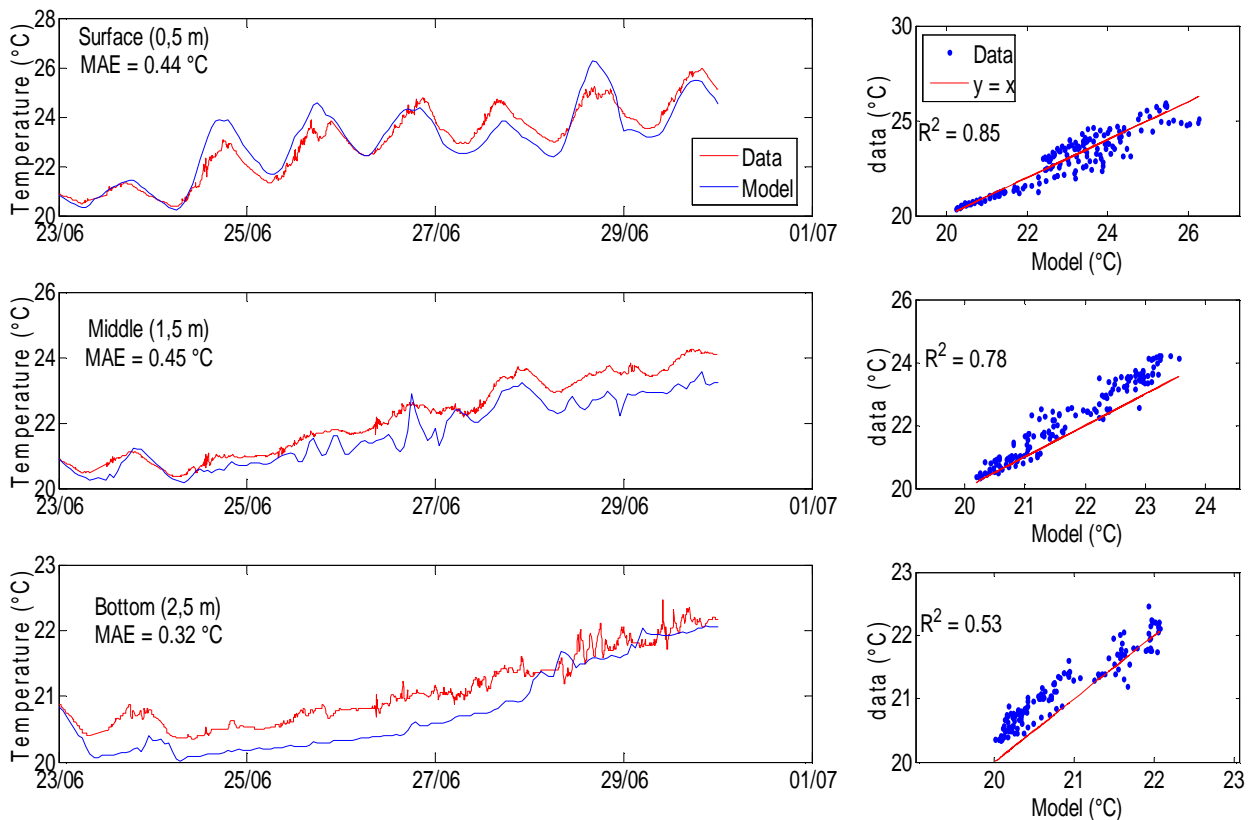 Temperature (°C)
28
26
24
22
20
Surface (0,5 m)
MAE = 0.44 °C
Data
Model
23/06
25/06
27/06
29/06
01/07
data (°C)
30
25
20
Data
y = x
R² = 0.85
20
22
24
26
Model (°C)
Temperature (°C)
26
24
22
20
Middle (1,5 m)
MAE = 0.45 °C
23/06
25/06
27/06
29/06
01/07
data (°C)
26
24
22
20
R² = 0.78
20
21
22
23
24
Model (°C)
Temperature (°C)
23
22
21
20
Bottom (2,5 m)
MAE = 0.32 °C
23/06
25/06
27/06
29/06
01/07
data (°C)
23
22
21
20
R² = 0.53
20
21
22
23
Model (°C)